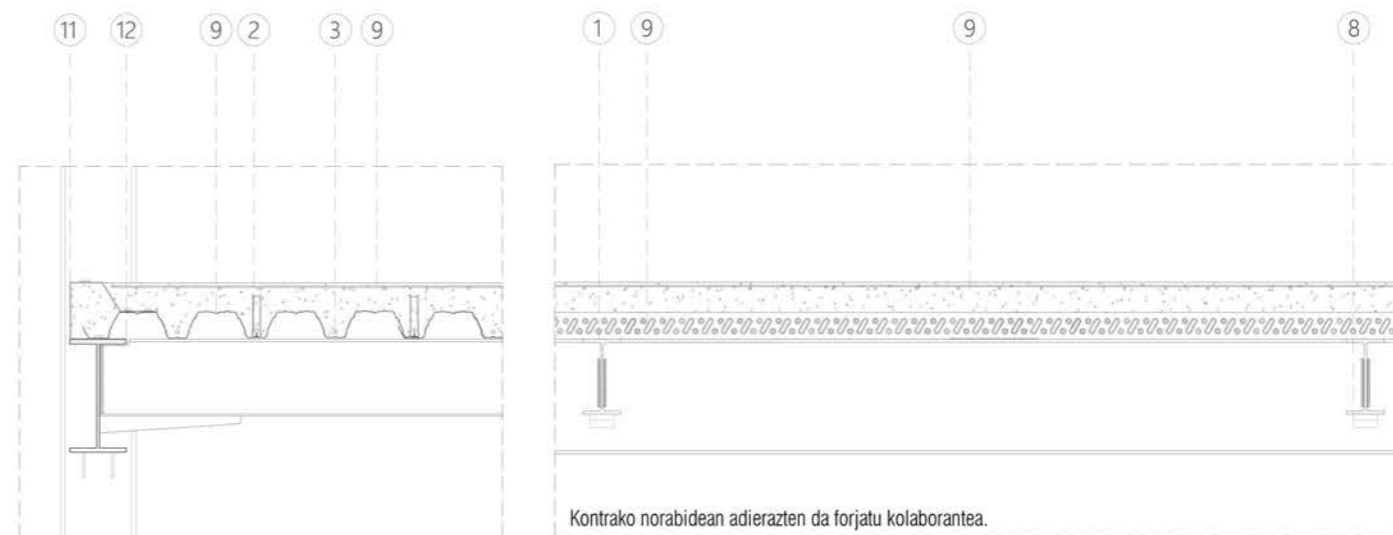 11 12 9 2 3 9 1 9 9 8
Kontrako norabidean adierazten da forjatu kolaborantea.